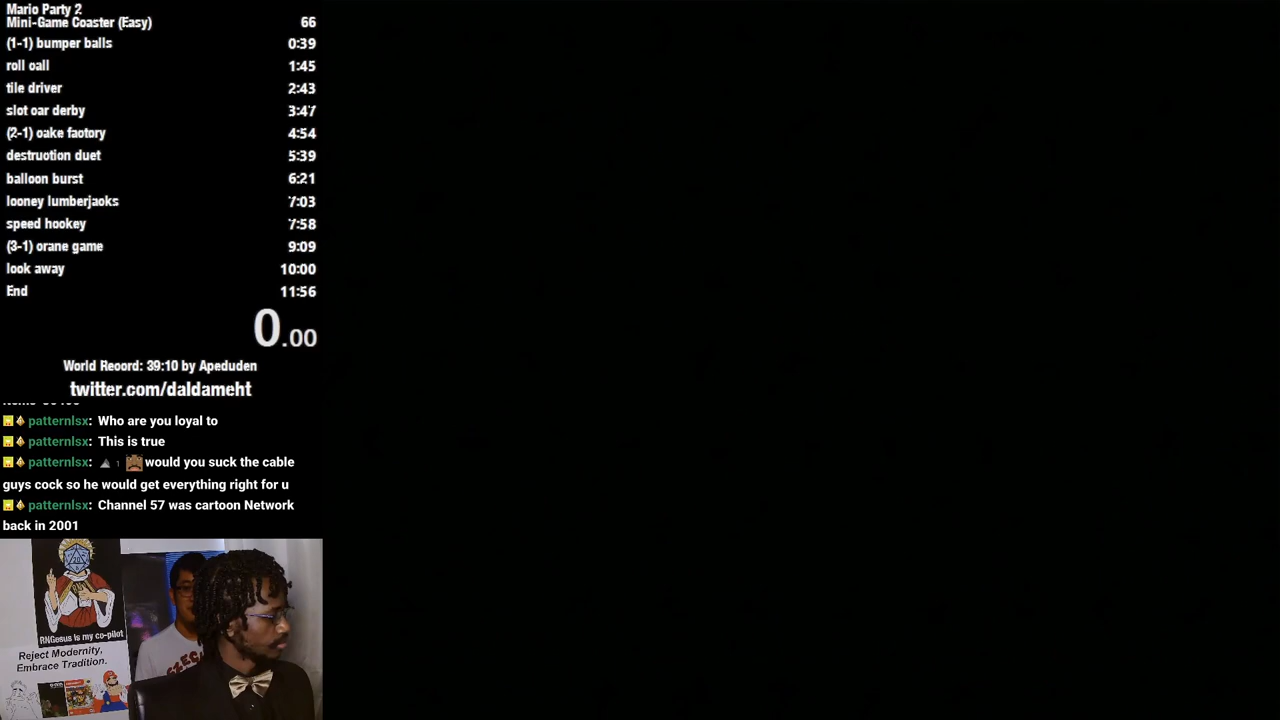 Mario Party 2
Mini-Game Coaster (Easy) 66
(1-1) bumper balls 0:39
roll oall 1:45
tile driver 2:43
slot oar derby 3:47
(2-1) oake faotory 4:54
destruotion duet 5:39
balloon burst 6:21
looney lumberjaoks 7:03
speed hookey 7:58
(3-1) orane game 9:09
look away 10:00
End 11:56
0.00
World Reoord: 39:10 by Apeduden
twitter.com/daldameht
patternlsx: Who are you loyal to
patternlsx: This is true
patternlsx: 1 would you suck the cable
guys cock so he would get everything right for u
patternlsx: Channel 57 was cartoon Network
back in 2001
RNGesus is my co-pilot
Reject Modernity,
Embrace Tradition.